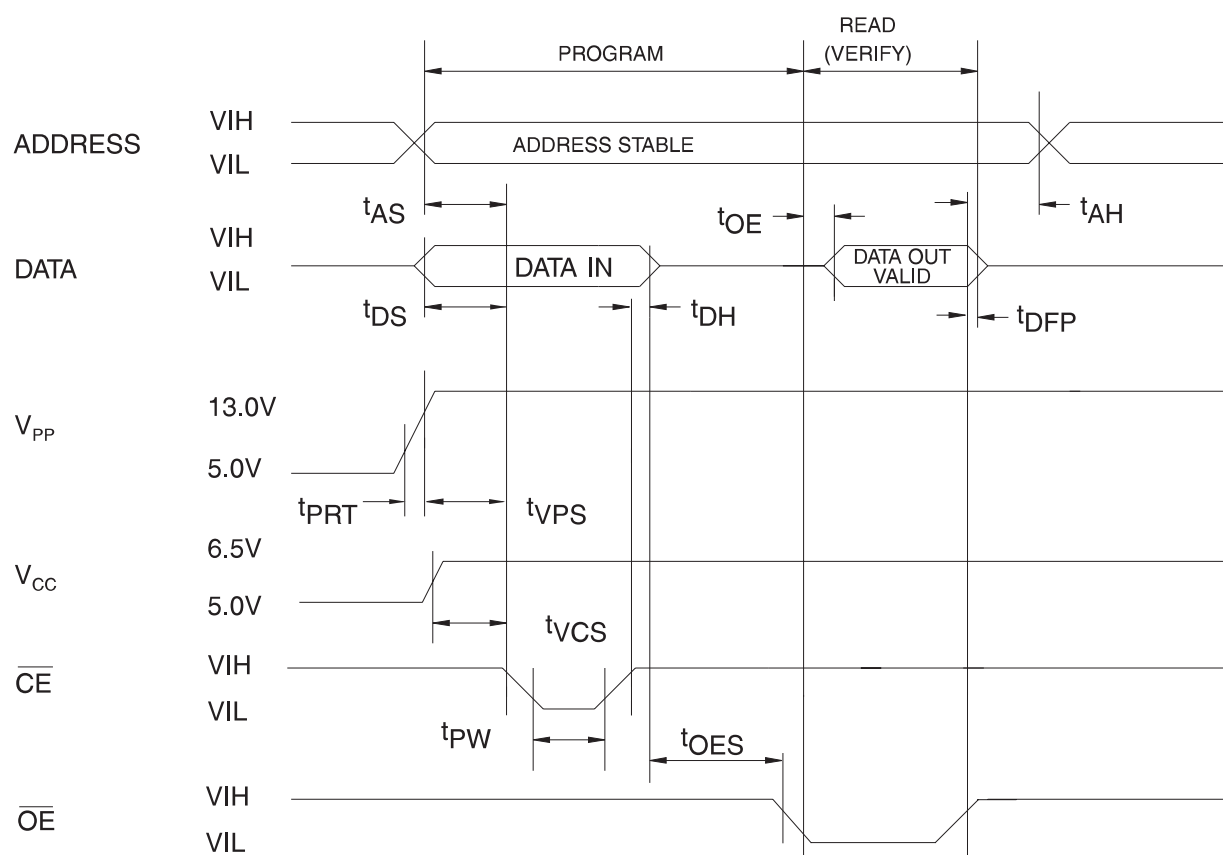 READ
PROGRAM (VERIFY)
VIH
ADDRESS ADDRESS STABLE
VIL
tAS tOE tAH
VIH
DATA DATA IN DATA OUT
VIL VALID
tDS tDH tDFP
13.0V
VPP
5.0V
tPRT tVPS
6.5V
VCC
5.0V
tVCS
VIH
CE
VIL
tPW tOES
VIH
OE
VIL